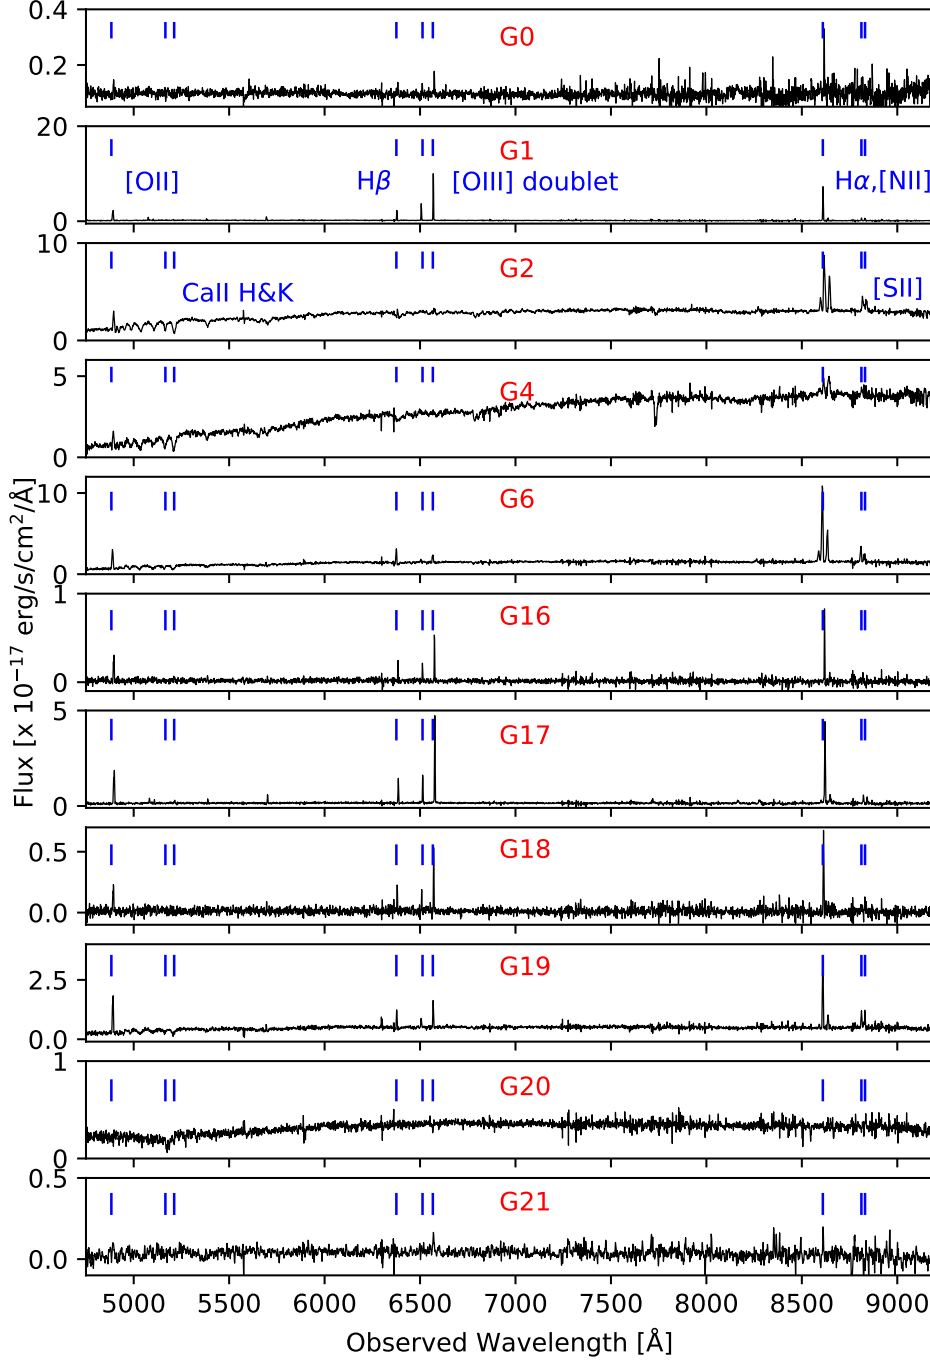 0.4
G0
0.2
20
G1
[OII]
Hβ
[OIII] doublet
Hα,[NII]
0
10
G2
CaII H&K
[SII]
0
5
G4
0
10
G6
0
1
G16
0
5
G17
0
0.5
G18
0.0
G19
2.5
0.0
1
G20
0
0.5
G21
0.0
5000 5500 6000 6500 7000 7500 8000 8500 9000
Observed Wavelength [Å]
Flux [x 10⁻¹⁷ erg/s/cm²/Å]